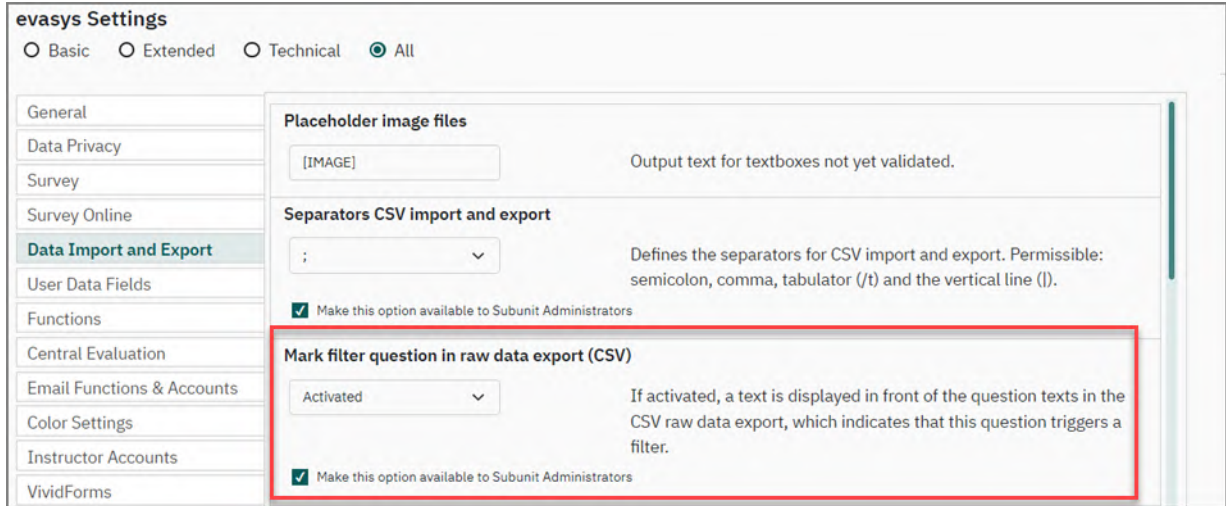 evasys Settings
Basic Extended Technical All
General
Data Privacy
Survey
Survey Online
Data Import and Export
User Data Fields
Functions
Central Evaluation
Email Functions & Accounts
Color Settings
Instructor Accounts
VividForms
Placeholder image files
[IMAGE]
Output text for textboxes not yet validated.
Separators CSV import and export
;
Defines the separators for CSV import and export. Permissible:
semicolon, comma, tabulator (/t) and the vertical line (|).
Make this option available to Subunit Administrators
Mark filter question in raw data export (CSV)
Activated
If activated, a text is displayed in front of the question texts in the
CSV raw data export, which indicates that this question triggers a
filter.
Make this option available to Subunit Administrators